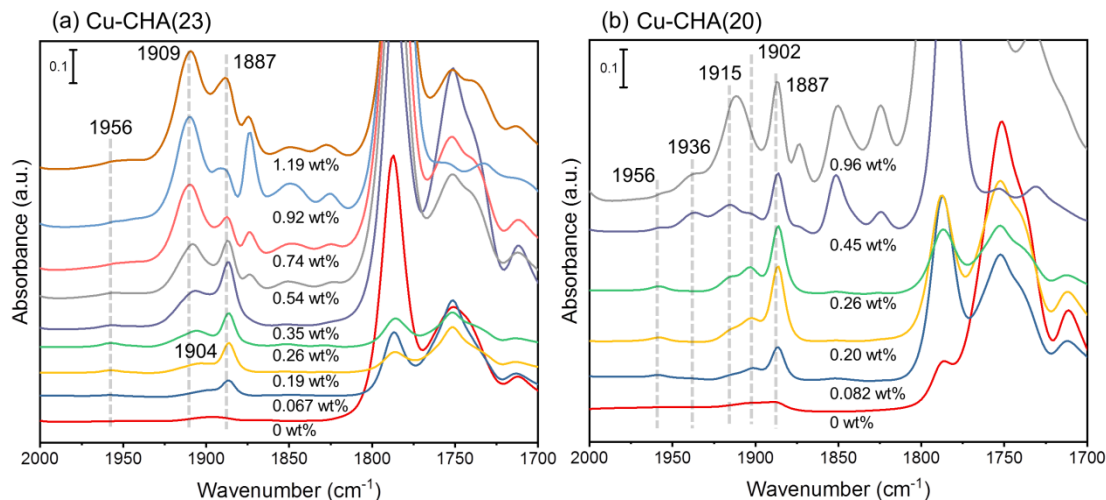 (a) Cu-CHA(23)
0.1
1909
1887
1956
1904
1.19 wt%
0.92 wt%
0.74 wt%
0.54 wt%
0.35 wt%
0.26 wt%
0.19 wt%
0.067 wt%
0 wt%
Absorbance (a.u.)
2000 1950 1900 1850 1800 1750 1700
Wavenumber (cm⁻¹)
(b) Cu-CHA(20)
0.1
1902
1915
1887
1936
1956
0.96 wt%
0.45 wt%
0.26 wt%
0.20 wt%
0.082 wt%
0 wt%
Absorbance (a.u.)
2000 1950 1900 1850 1800 1750 1700
Wavenumber (cm⁻¹)